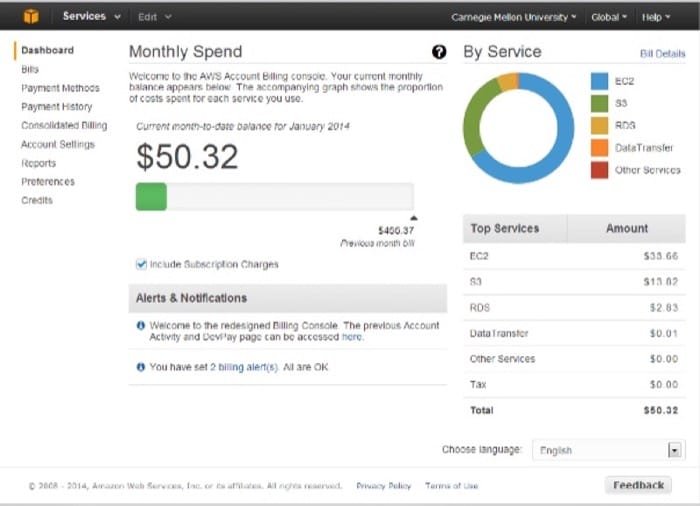 Services Edit Carnegie Mellon University Global Help
Dashboard
Bills
Payment Methods
Payment History
Consolidated Billing
Account Settings
Reports
Preferences
Credits
Monthly Spend ?
Welcome to the AWS Account Billing console. Your current monthly
balance appears below. The accompanying graph shows the proportion
of costs spent for each service you use.
Current month-to-date balance for January 2014
$50.32
Previous month bill
Include Subscription Charges
Alerts & Notifications
Welcome to the redesigned Billing Console. The previous Account
Activity and DevPay page can be accessed here.
You have set 2 billing alert(s). All are OK.
By Service Bill Details
EC2
S3
RDS
DataTransfer
Other Services
Top Services Amount
EC2 $33.66
S3 $13.82
RDS $2.83
DataTransfer $0.01
Other Services $0.00
Tax $0.00
Total $50.32
Choose language: English
© 2008 - 2014, Amazon Web Services, Inc. or its affiliates. All rights reserved. Privacy Policy Terms of Use
Feedback